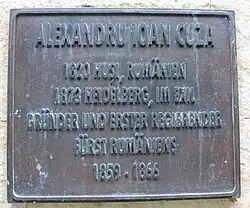 ALEXANDRU IOAN CUZA
1820 HUSI, RUMÄNIEN
1873 HEIDELBERG, IM EXIL
GRÜNDER UND ERSTER REGIERENDER
FÜRST RUMÄNIENS
1859 - 1866